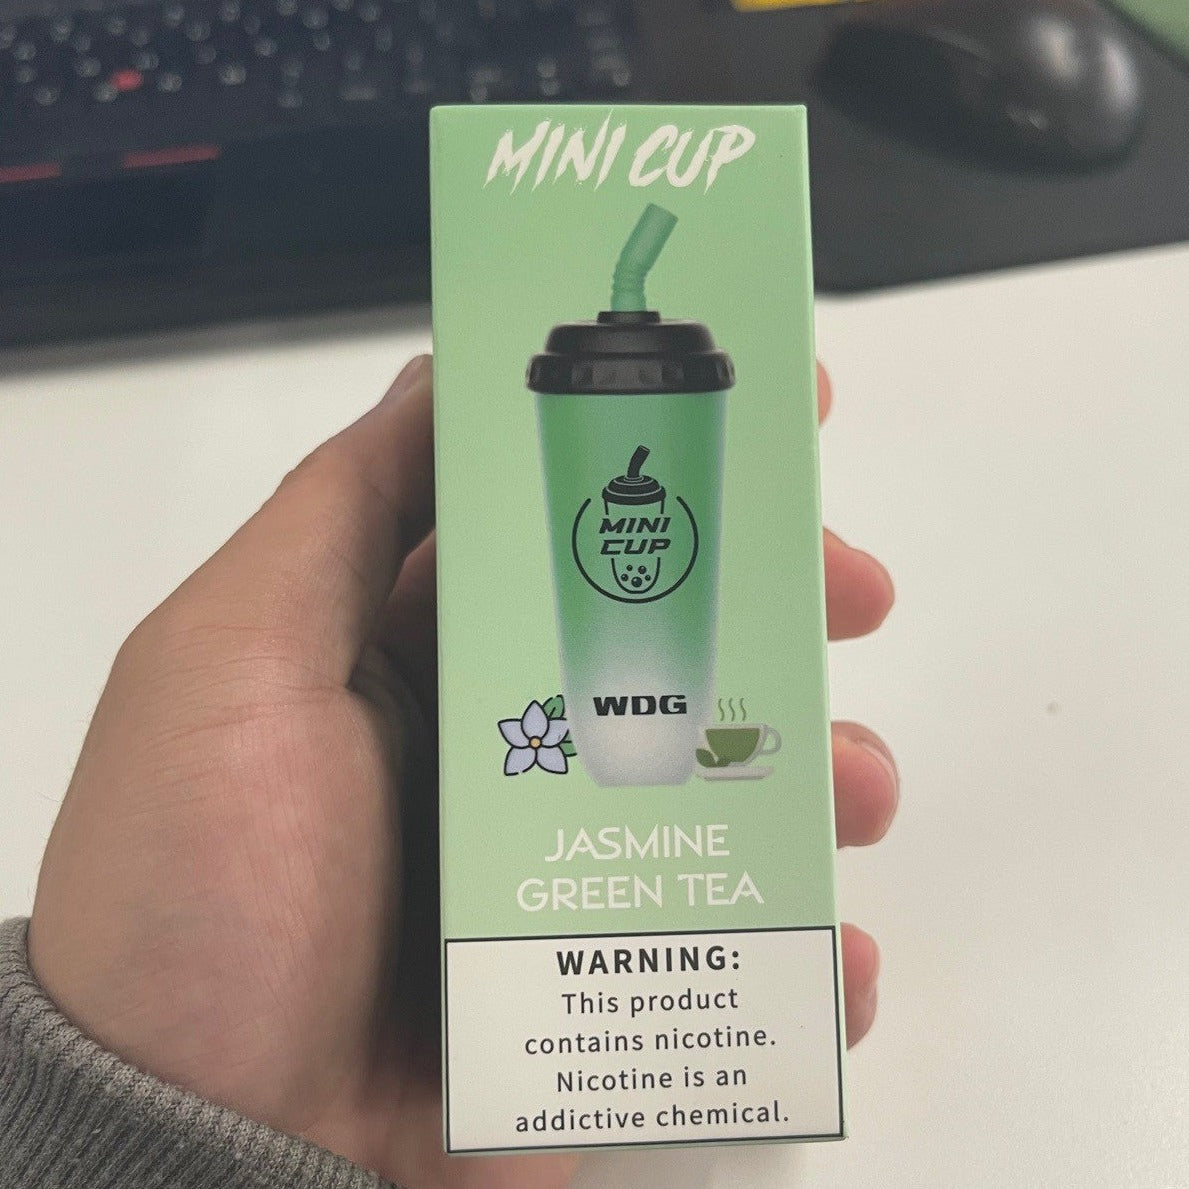 MINI CUP
MINI
CUP
WDG
JASMINE
GREEN TEA
WARNING:
This product
contains nicotine.
Nicotine is an
addictive chemical.